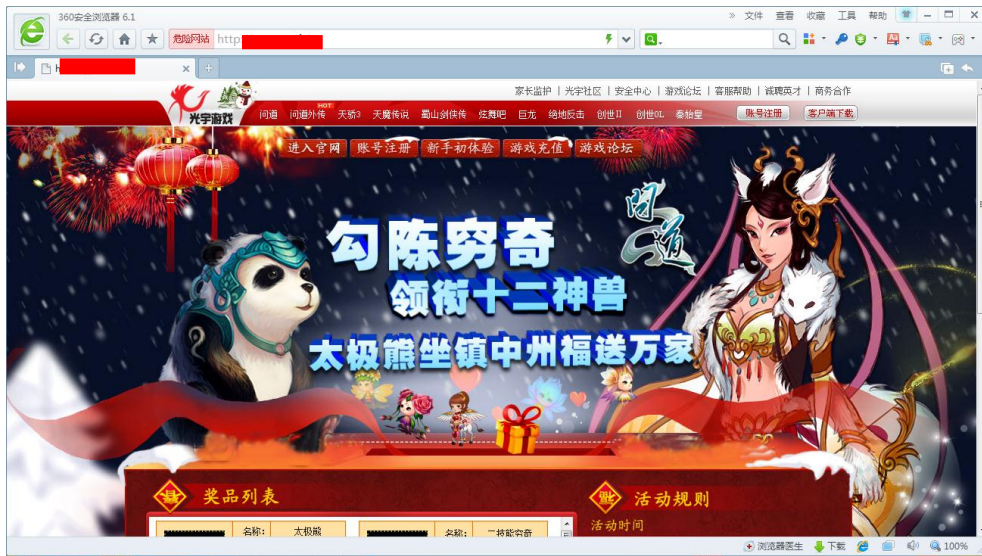 360安全浏览器 6.1
» 文件 查看 收藏 工具 帮助
危险网站 http
h
家长监护 | 光宇社区 | 安全中心 | 游戏论坛 | 客服帮助 | 诚聘英才 | 商务合作
光宇游戏
HOT
问道 问道外传 天骄3 天魔传说 蜀山剑侠传 炫舞吧 巨龙 绝地反击 创世II 创世OL 秦始皇 账号注册 客户端下载
进入官网 账号注册 新手初体验 游戏充值 游戏论坛
问道
勾陈穷奇
领衔十二神兽
太极熊坐镇中州福送万家
奖品列表 活动规则
名称: 太极熊 名称: 二技能穷奇
活动时间
浏览器医生 下载 100%